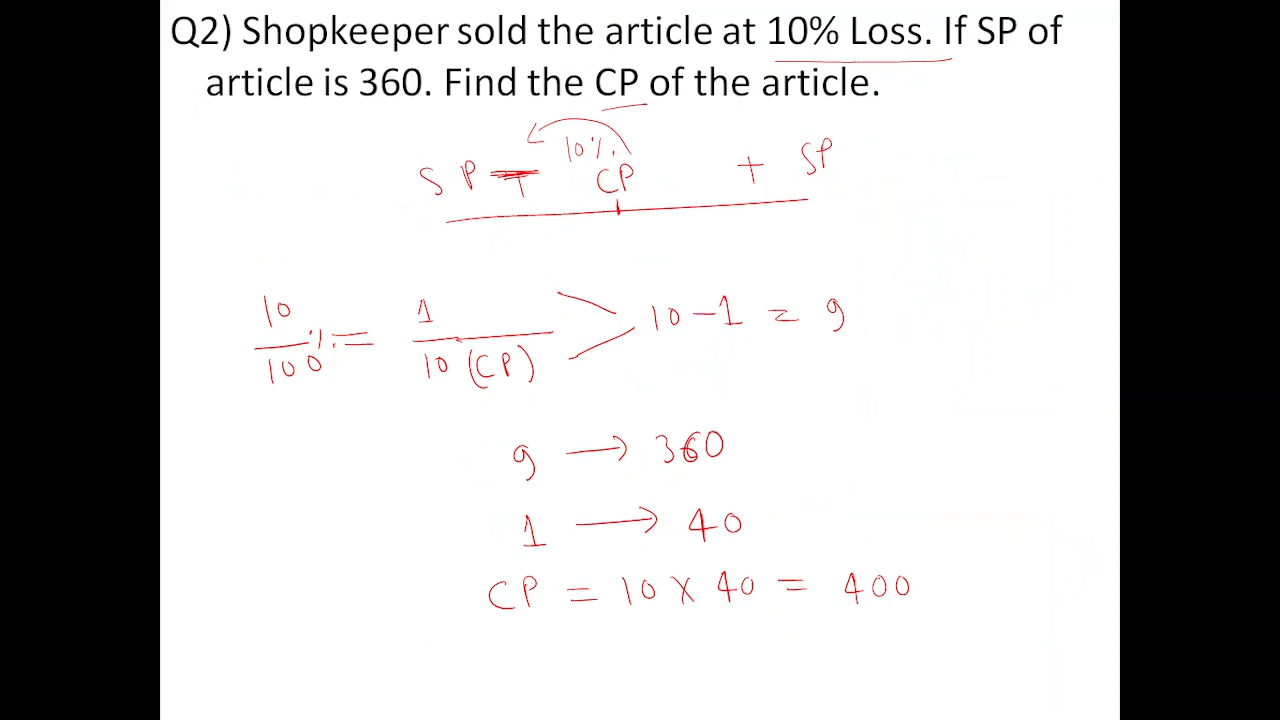 Q2) Shopkeeper sold the article at 10% Loss. If SP of
article is 360. Find the CP of the article.
10%
SP - CP + SP
10/100 % = 1/10 (CP) > 10 - 1 = 9
9 → 360
1 → 40
CP = 10 × 40 = 400